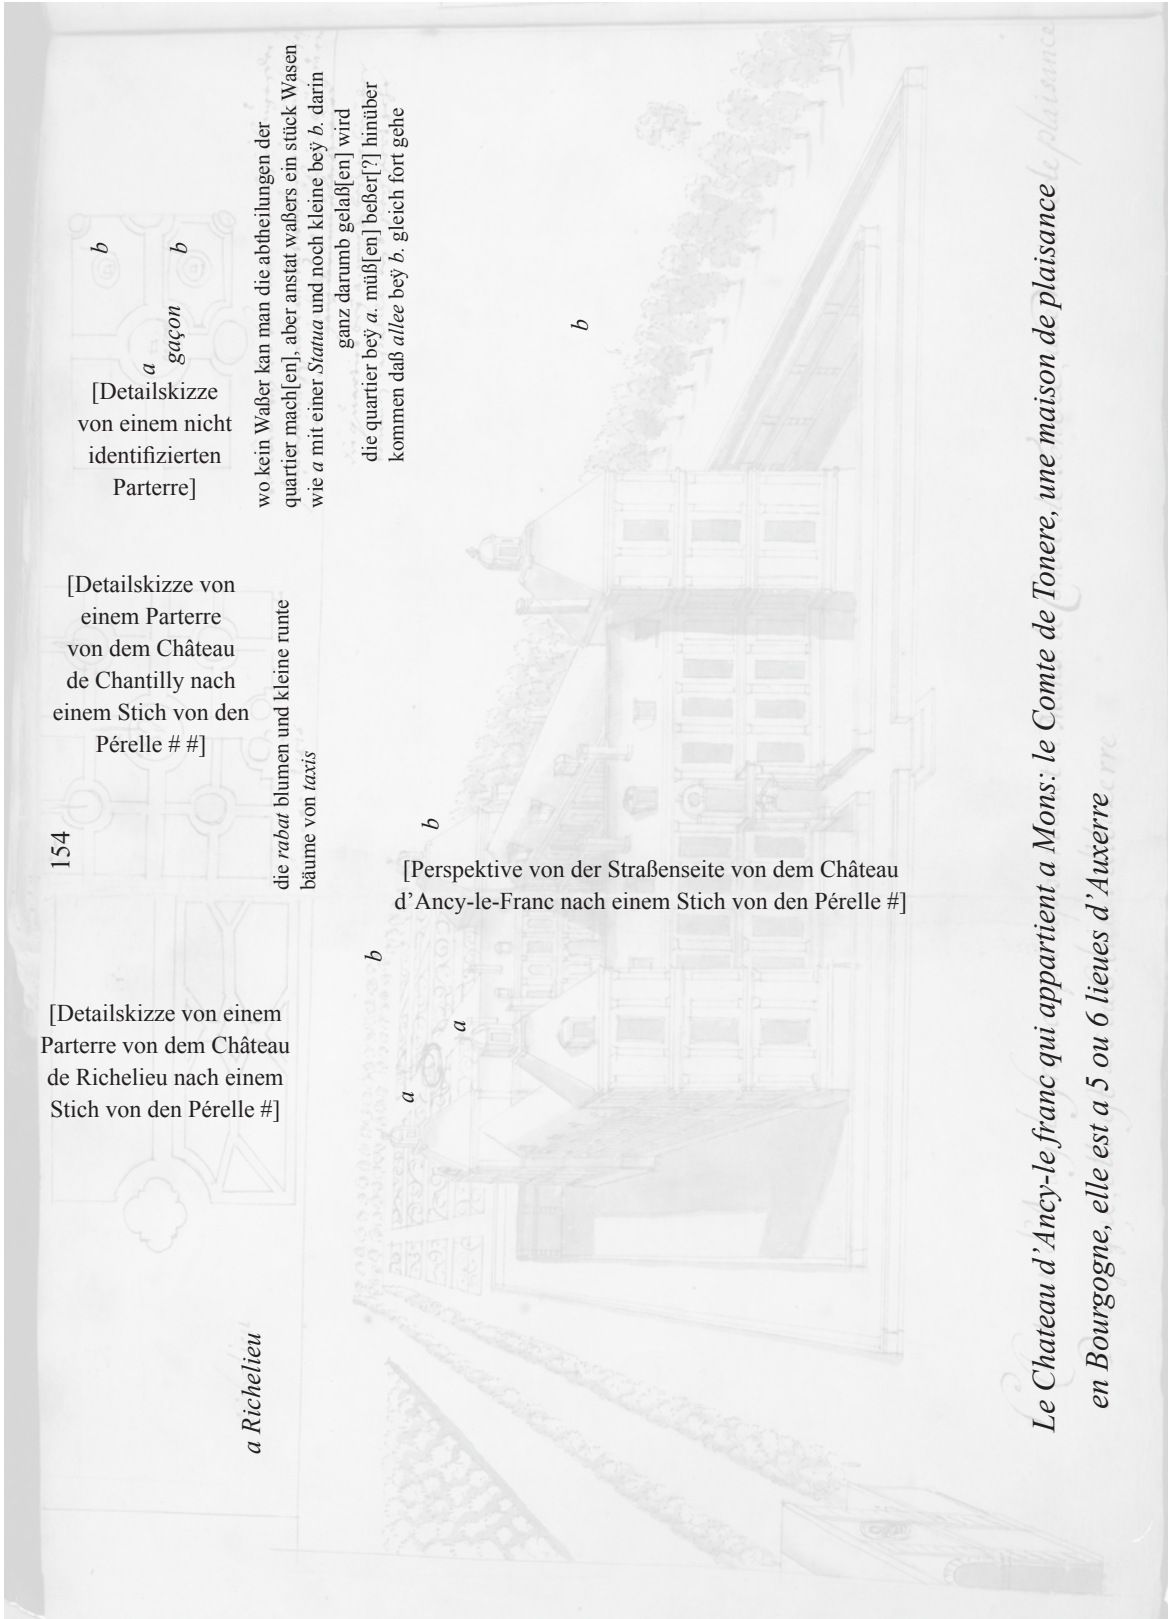 154
[Detailskizze von einem
Parterre von dem Château
de Richelieu nach einem
Stich von den Pérelle #]
a Richelieu
[Detailskizze von
einem Parterre
von dem Château
de Chantilly nach
einem Stich von den
Pérelle # #]
die rabat blumen und kleine runte
bäume von taxis
[Detailskizze
von einem nicht
identifizierten
Parterre]
a
gaçon
b
b
wo kein Waßer kan man die abtheilungen der
quartier mach[en], aber anstat waßers ein stück Wasen
wie a mit einer Statua und noch kleine beÿ b. darin
ganz darumb gelaß[en] wird
die quartier beÿ a. müß[en] beßer[?] hinüber
kommen daß allee beÿ b. gleich fort gehe
a
a
b
b
b
[Perspektive von der Straßenseite von dem Château
d'Ancy-le-Franc nach einem Stich von den Pérelle #]
Le Chateau d'Ancy-le franc qui appartient a Mons: le Comte de Tonere, une maison de plaisance
en Bourgogne, elle est a 5 ou 6 lieues d'Auxerre